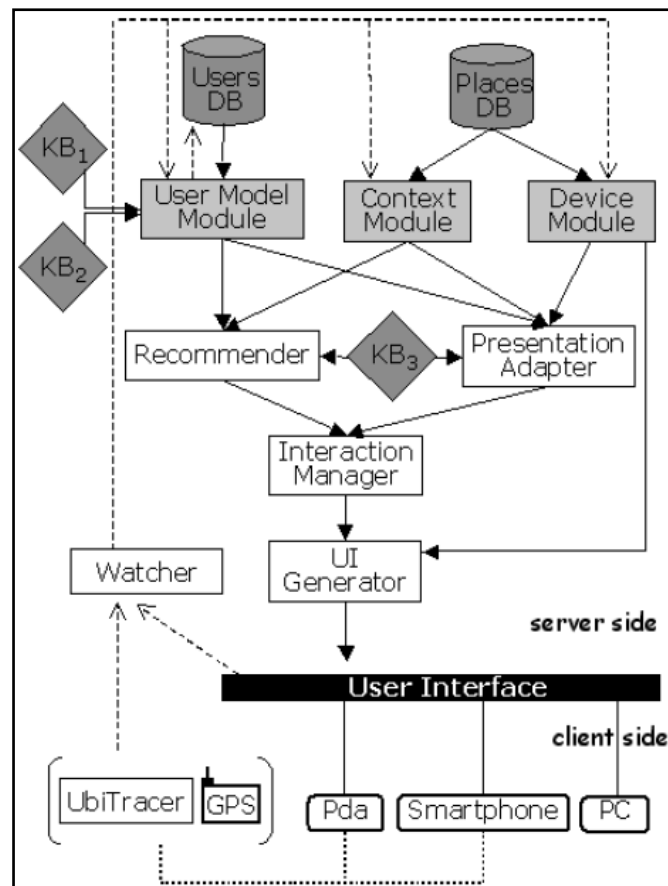 Users
DB
Places
DB
KB1
User Model
Module
Context
Module
Device
Module
KB2
Recommender
KB3
Presentation
Adapter
Interaction
Manager
Watcher
UI
Generator
server side
User Interface
client side
UbiTracer
GPS
Pda
Smartphone
PC